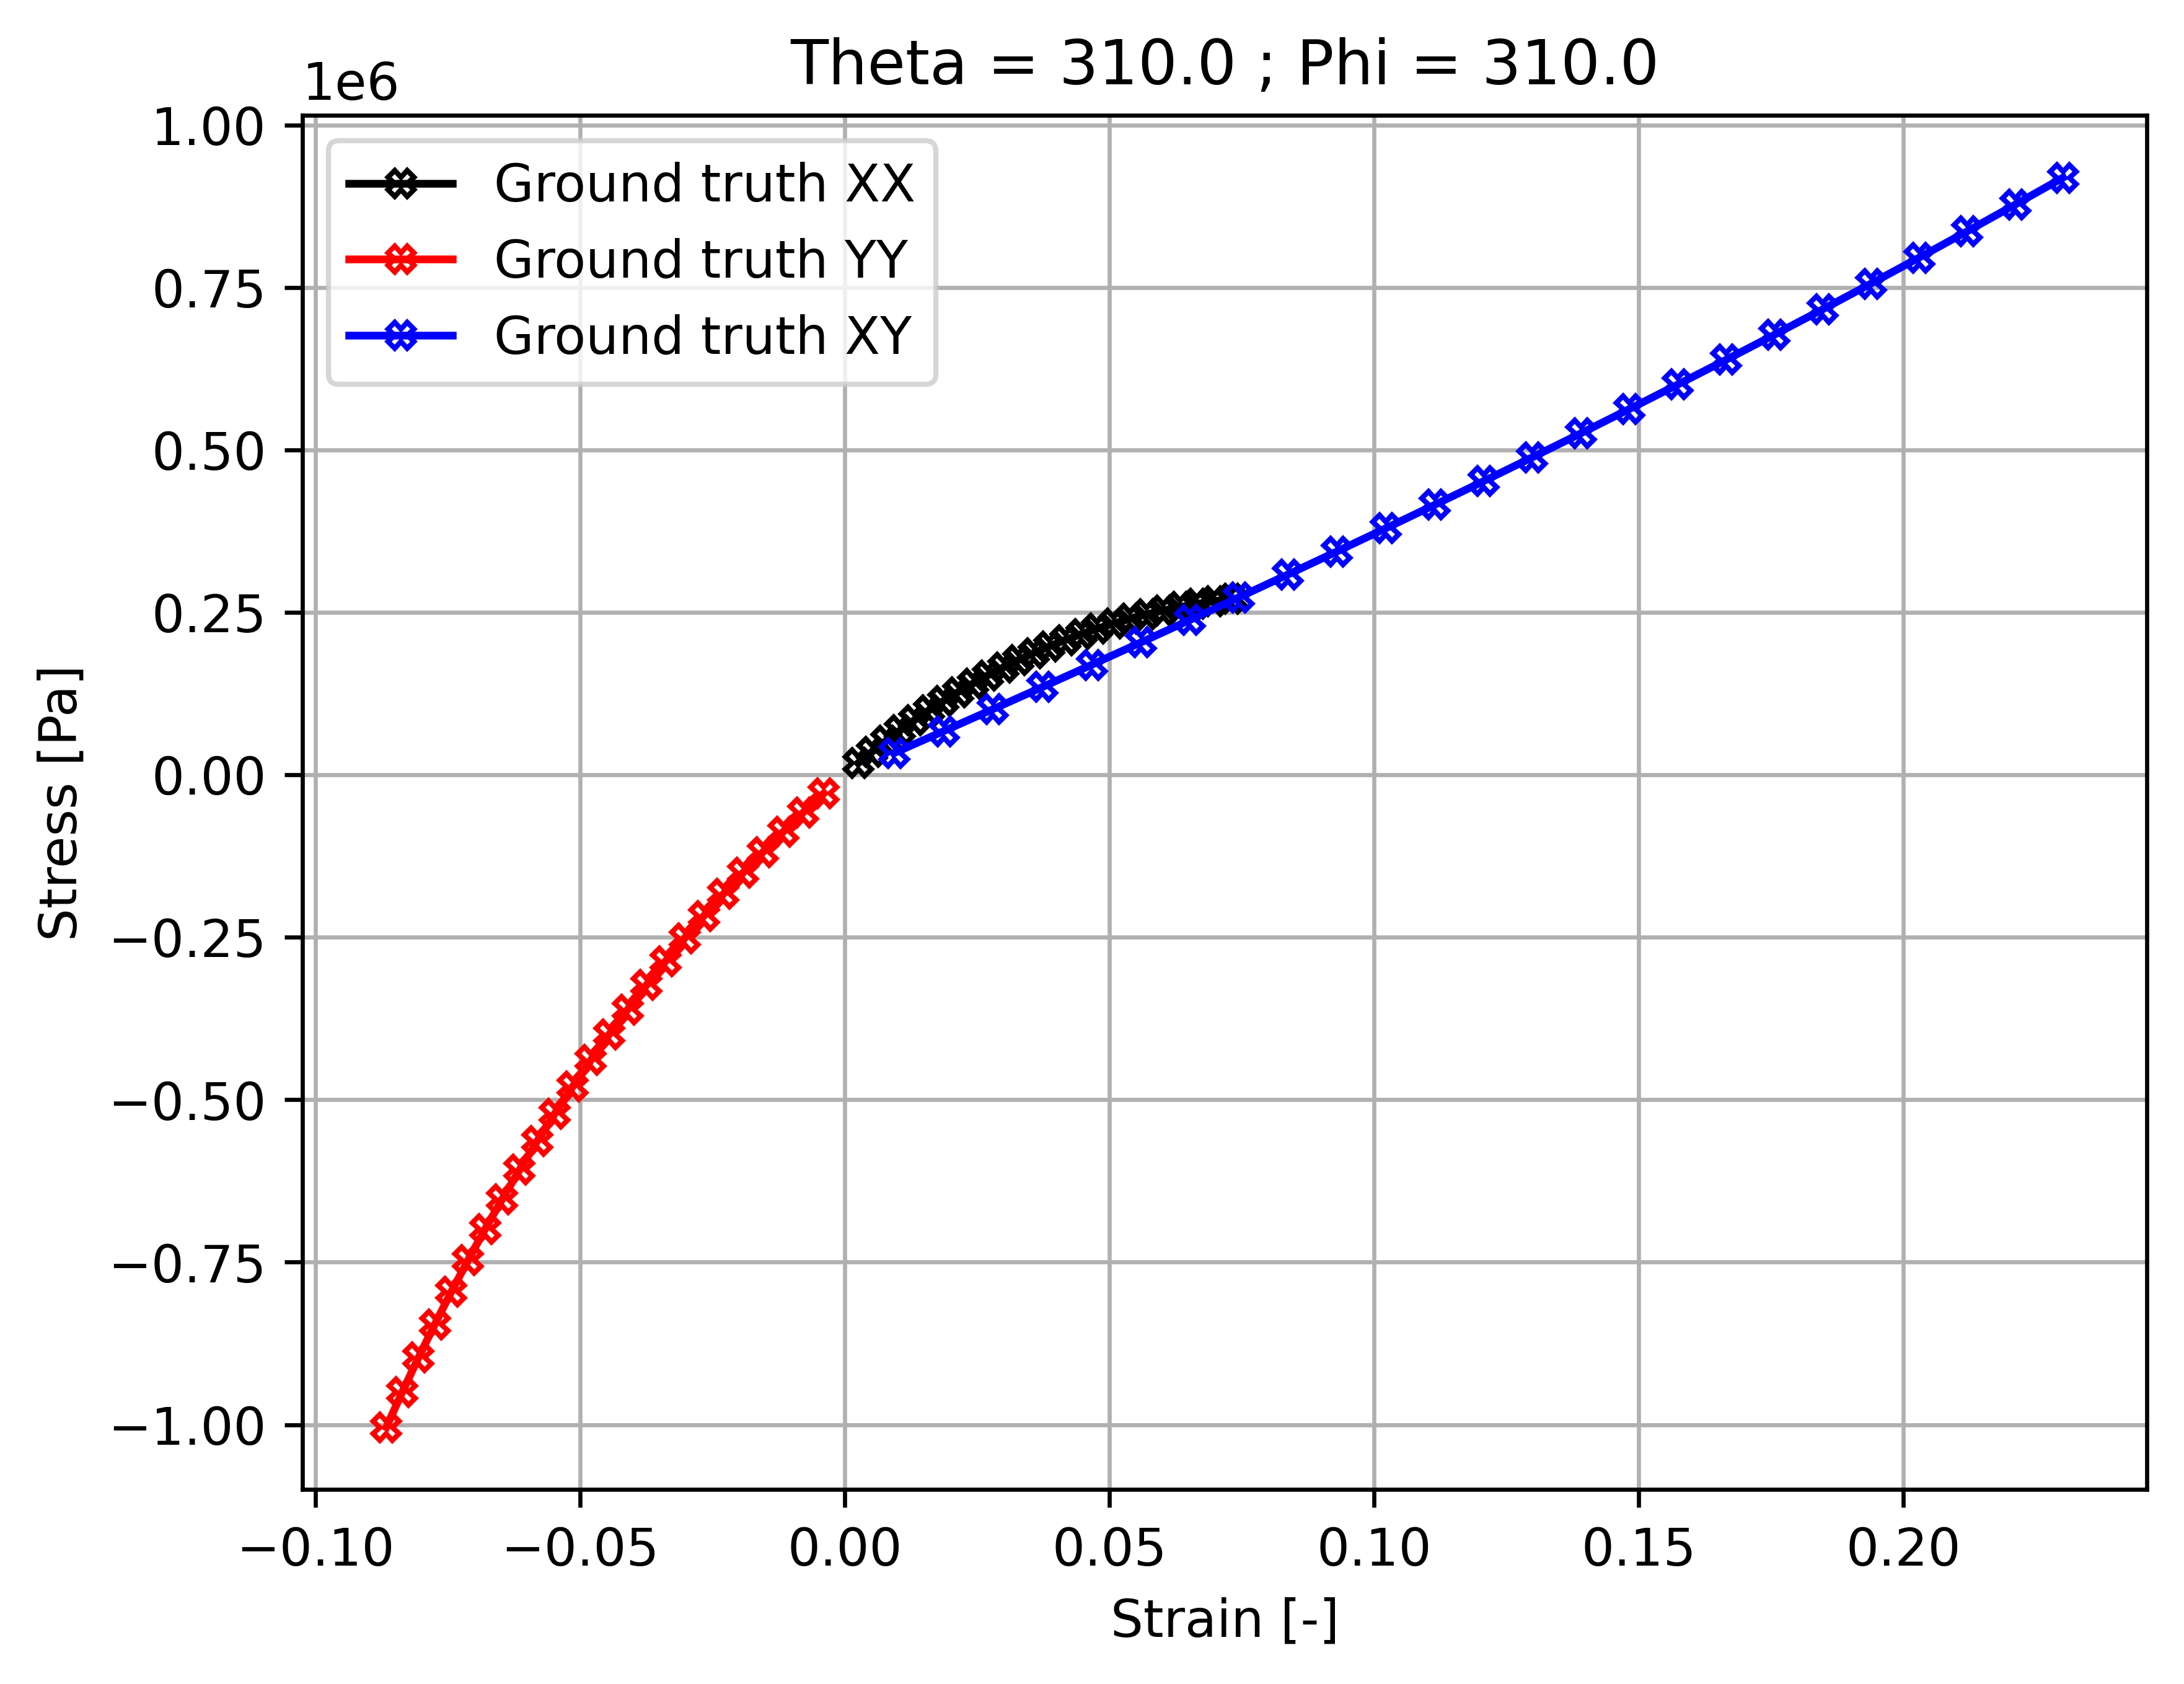 Theta = 310.0 ; Phi = 310.0
1e6
1.00
0.75
0.50
0.25
0.00
−0.25
−0.50
−0.75
−1.00
Stress [Pa]
Ground truth XX
Ground truth YY
Ground truth XY
−0.10 −0.05 0.00 0.05 0.10 0.15 0.20
Strain [-]